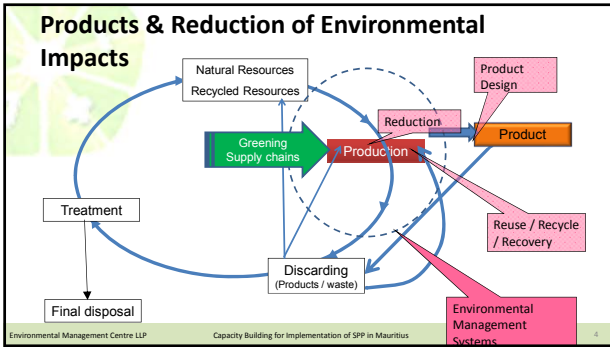 Products & Reduction of Environmental
Impacts
Natural Resources
Recycled Resources
Product
Design
Reduction
Greening
Supply chains
Production
Product
Treatment
Reuse / Recycle
/ Recovery
Discarding
(Products / waste)
Final disposal
Environmental
Management
Systems
Environmental Management Centre LLP
Capacity Building for Implementation of SPP in Mauritius
4